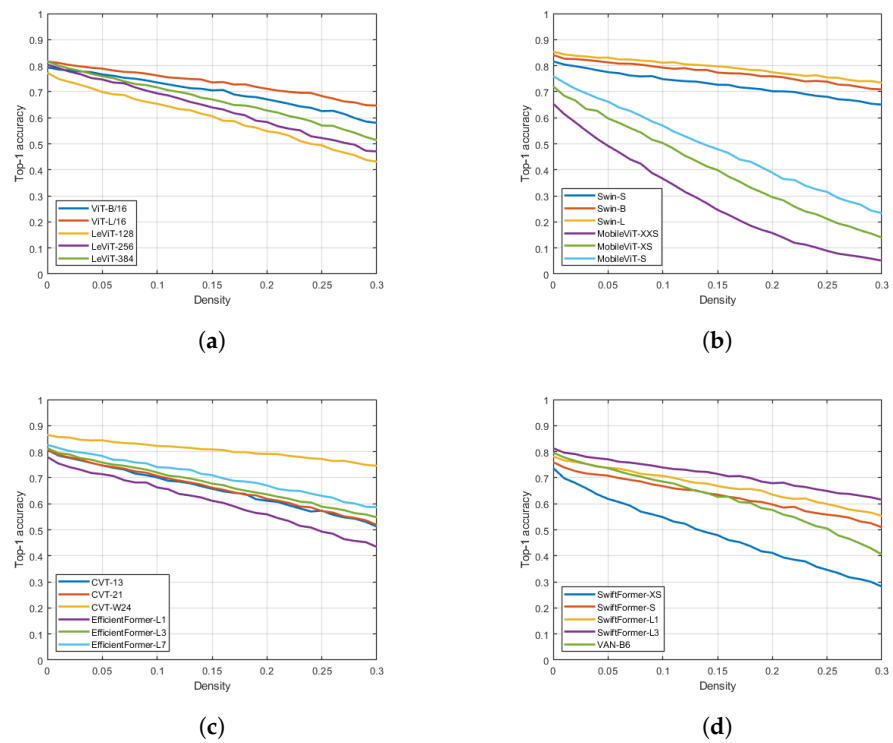 1
0.9
0.8
0.7
0.6
0.5
0.4
0.3
0.2
0.1
0
Top-1 accuracy
ViT-B/16
ViT-L/16
LeViT-128
LeViT-256
LeViT-384
0 0.05 0.1 0.15 0.2 0.25 0.3
Density
(a)
1
0.9
0.8
0.7
0.6
0.5
0.4
0.3
0.2
0.1
0
Top-1 accuracy
Swin-S
Swin-B
Swin-L
MobileViT-XXS
MobileViT-XS
MobileViT-S
0 0.05 0.1 0.15 0.2 0.25 0.3
Density
(b)
1
0.9
0.8
0.7
0.6
0.5
0.4
0.3
0.2
0.1
0
Top-1 accuracy
CVT-13
CVT-21
CVT-W24
EfficientFormer-L1
EfficientFormer-L3
EfficientFormer-L7
0 0.05 0.1 0.15 0.2 0.25 0.3
Density
(c)
1
0.9
0.8
0.7
0.6
0.5
0.4
0.3
0.2
0.1
0
Top-1 accuracy
SwiftFormer-XS
SwiftFormer-S
SwiftFormer-L1
SwiftFormer-L3
VAN-B6
0 0.05 0.1 0.15 0.2 0.25 0.3
Density
(d)